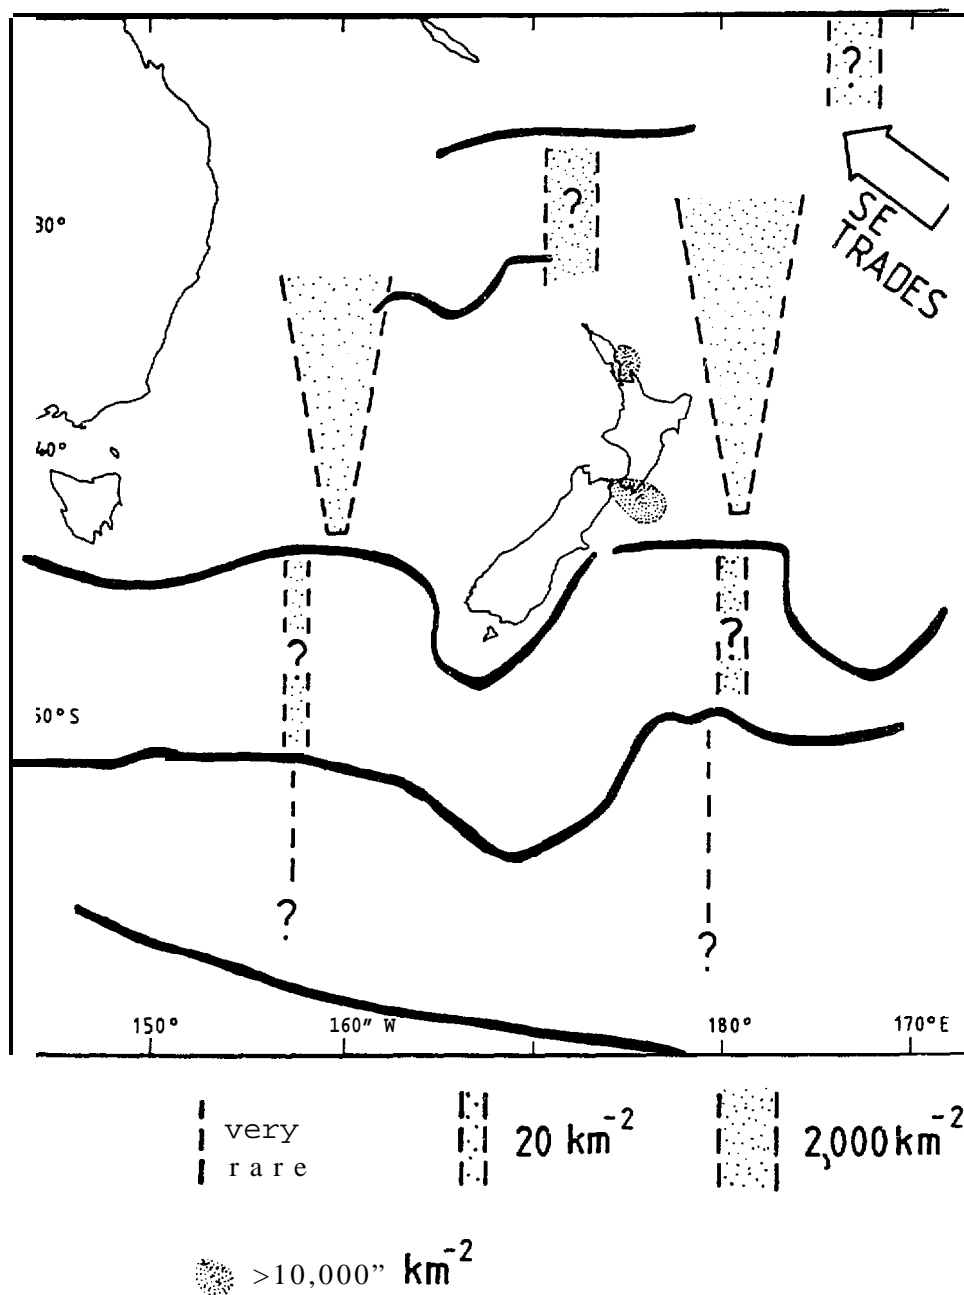 ?
30°
?
SE
TRADES
40°
?
?
50°S
?
?
150°
160″ W
180°
170°E
very
rare
20 km⁻²
2,000 km⁻²
>10,000” km⁻²